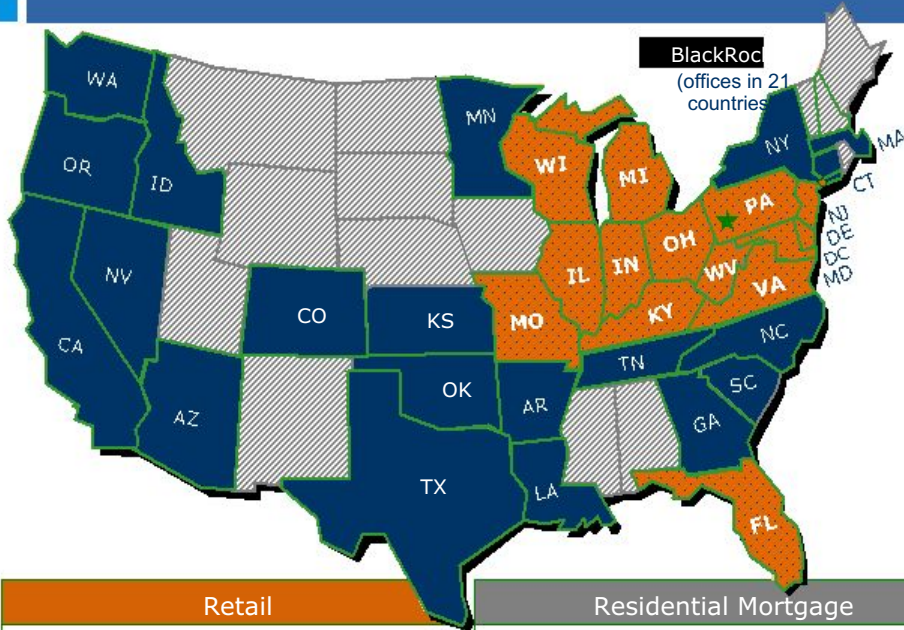 BlackRoc
(offices in 21
countries
WA
MN
OR
ID
WI
MI
NY
MA
CT
PA
NJ
DE
DC
MD
NV
OH
IL
IN
WV
VA
CO
KS
MO
KY
CA
NC
TN
OK
AR
SC
AZ
GA
TX
LA
FL
Retail
Residential Mortgage